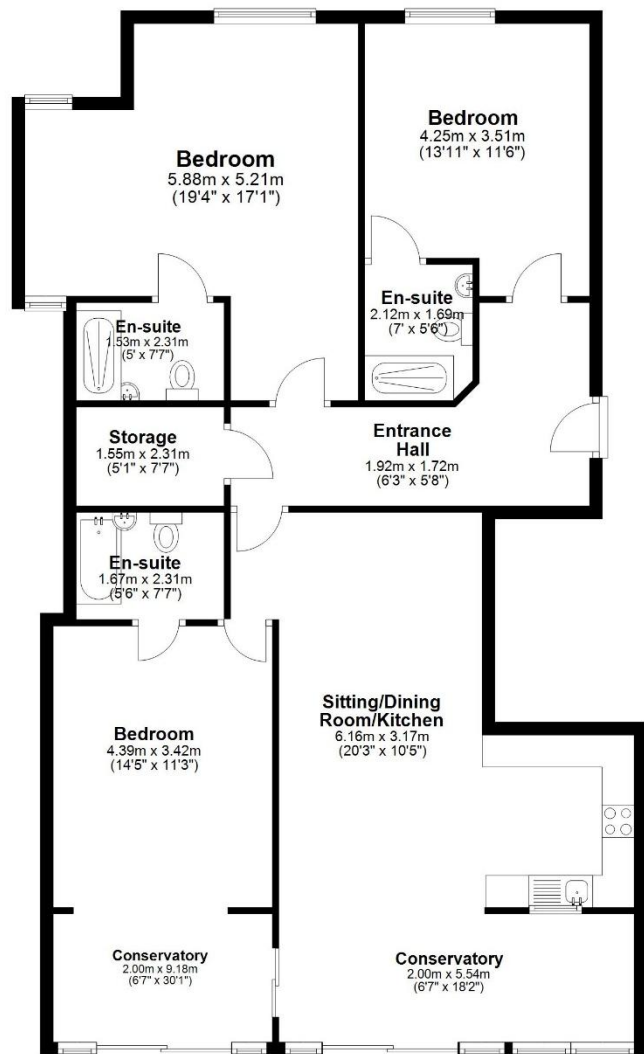 Bedroom
5.88m x 5.21m
(19'4" x 17'1")
Bedroom
4.25m x 3.51m
(13'11" x 11'6")
En-suite
1.53m x 2.31m
(5' x 7'7")
En-suite
2.12m x 1.69m
(7' x 5'6")
Storage
1.55m x 2.31m
(5'1" x 7'7")
Entrance
Hall
1.92m x 1.72m
(6'3" x 5'8")
En-suite
1.67m x 2.31m
(5'6" x 7'7")
Bedroom
4.39m x 3.42m
(14'5" x 11'3")
Sitting/Dining
Room/Kitchen
6.16m x 3.17m
(20'3" x 10'5")
Conservatory
2.00m x 9.18m
(6'7" x 30'1")
Conservatory
2.00m x 5.54m
(6'7" x 18'2")